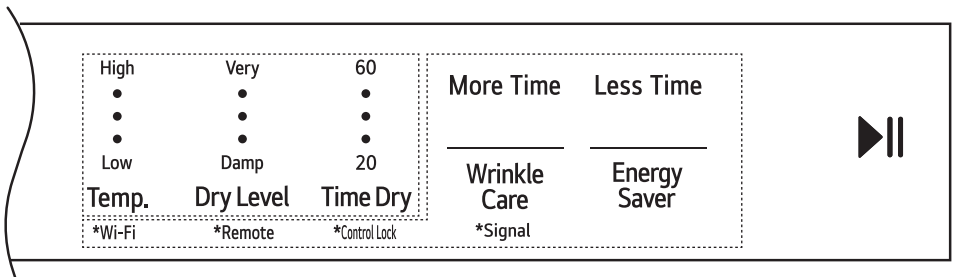 High Very 60
More Time Less Time
Low Damp 20
Wrinkle Care Energy Saver
Temp. Dry Level Time Dry
*Wi-Fi *Remote *Control Lock *Signal